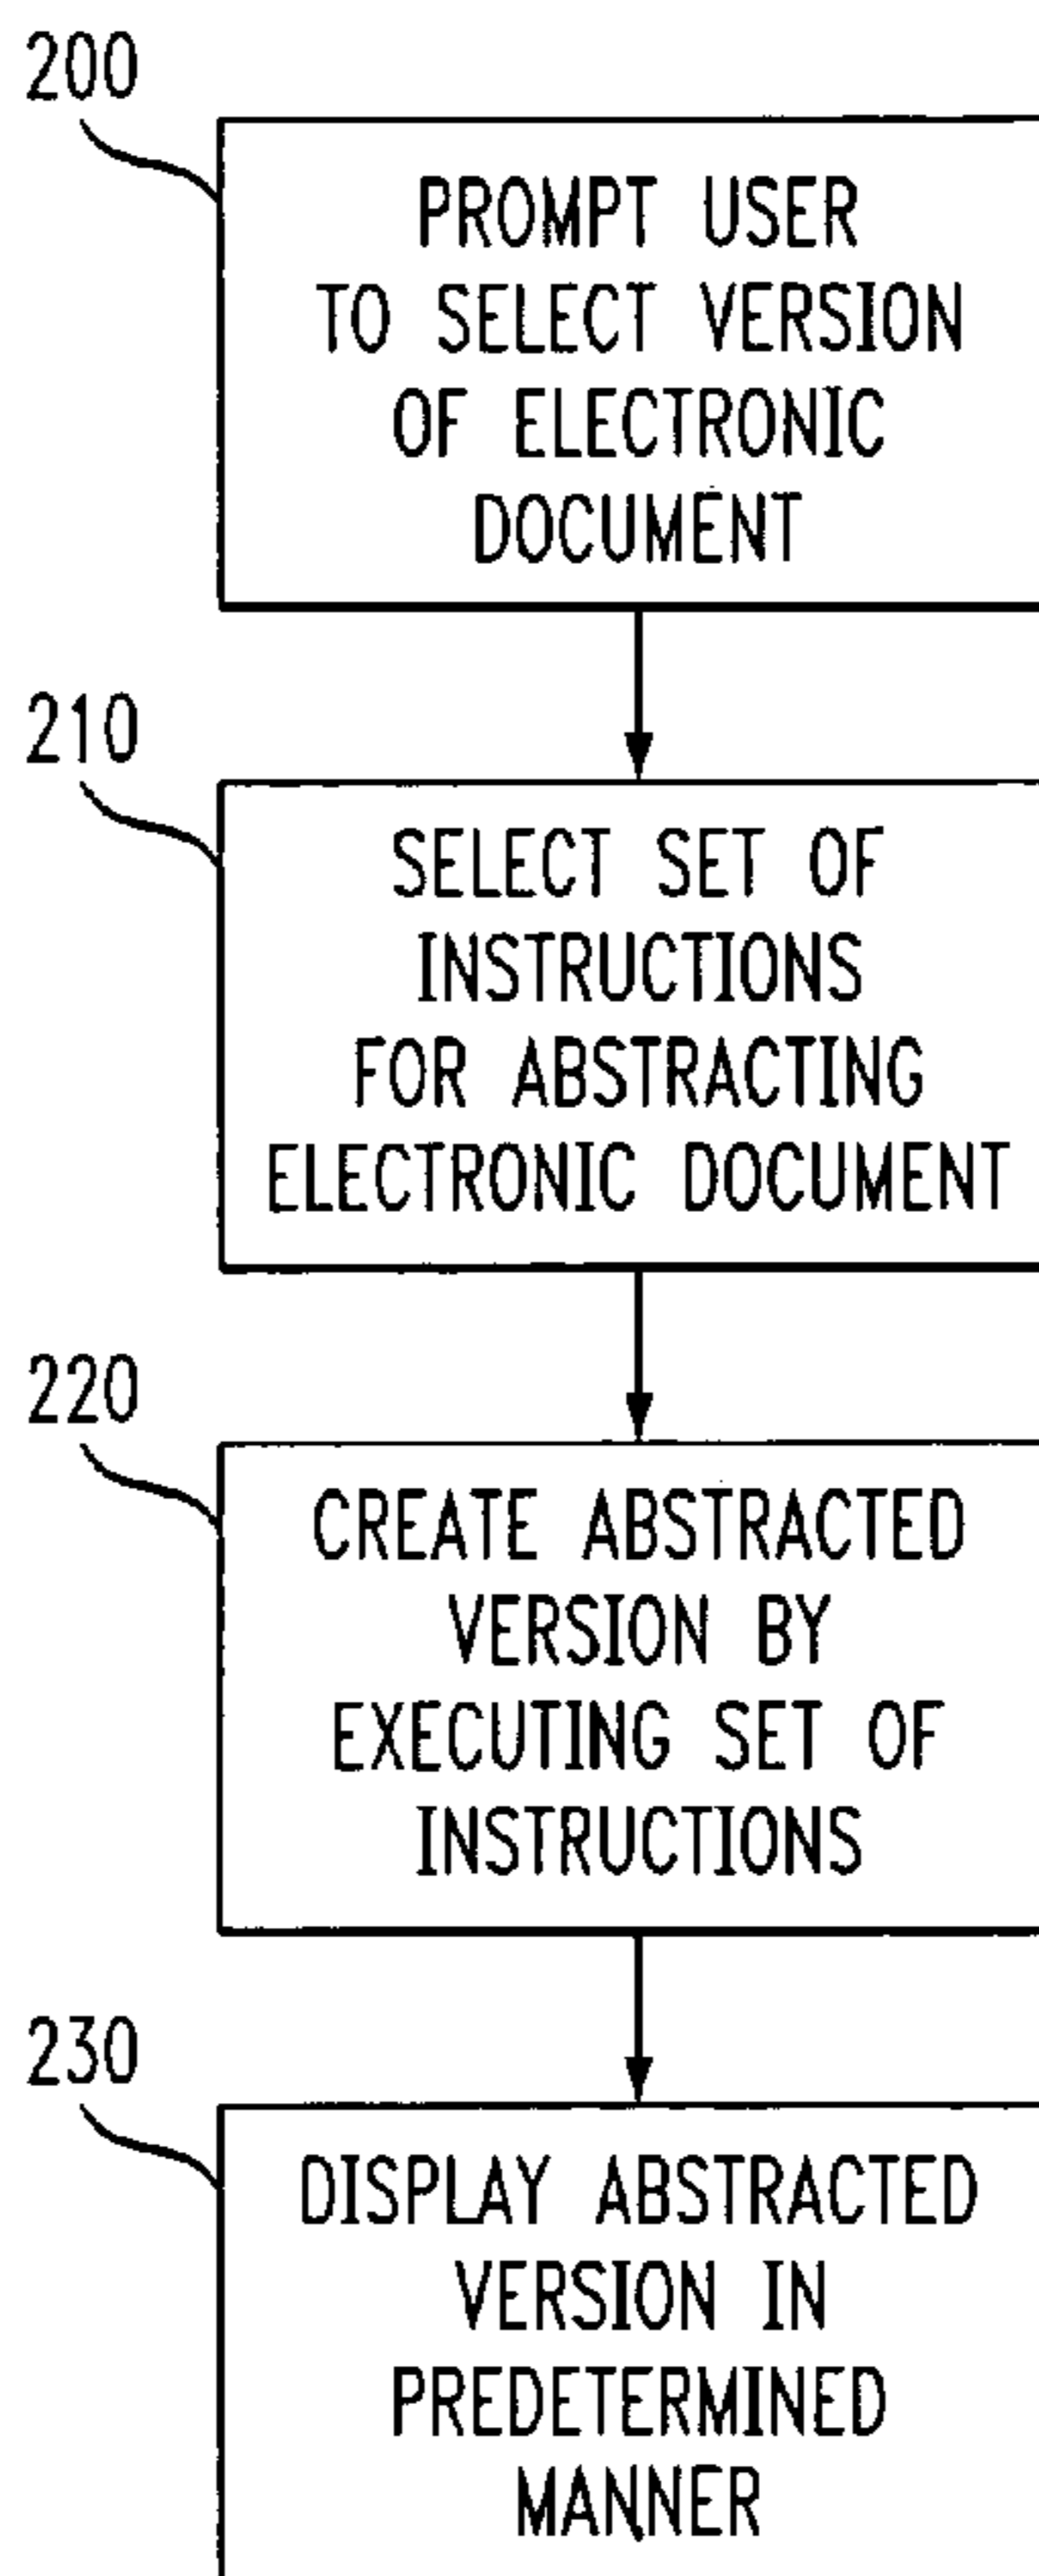 200
PROMPT USER
TO SELECT VERSION
OF ELECTRONIC
DOCUMENT
210
SELECT SET OF
INSTRUCTIONS
FOR ABSTRACTING
ELECTRONIC DOCUMENT
220
CREATE ABSTRACTED
VERSION BY
EXECUTING SET OF
INSTRUCTIONS
230
DISPLAY ABSTRACTED
VERSION IN
PREDETERMINED
MANNER